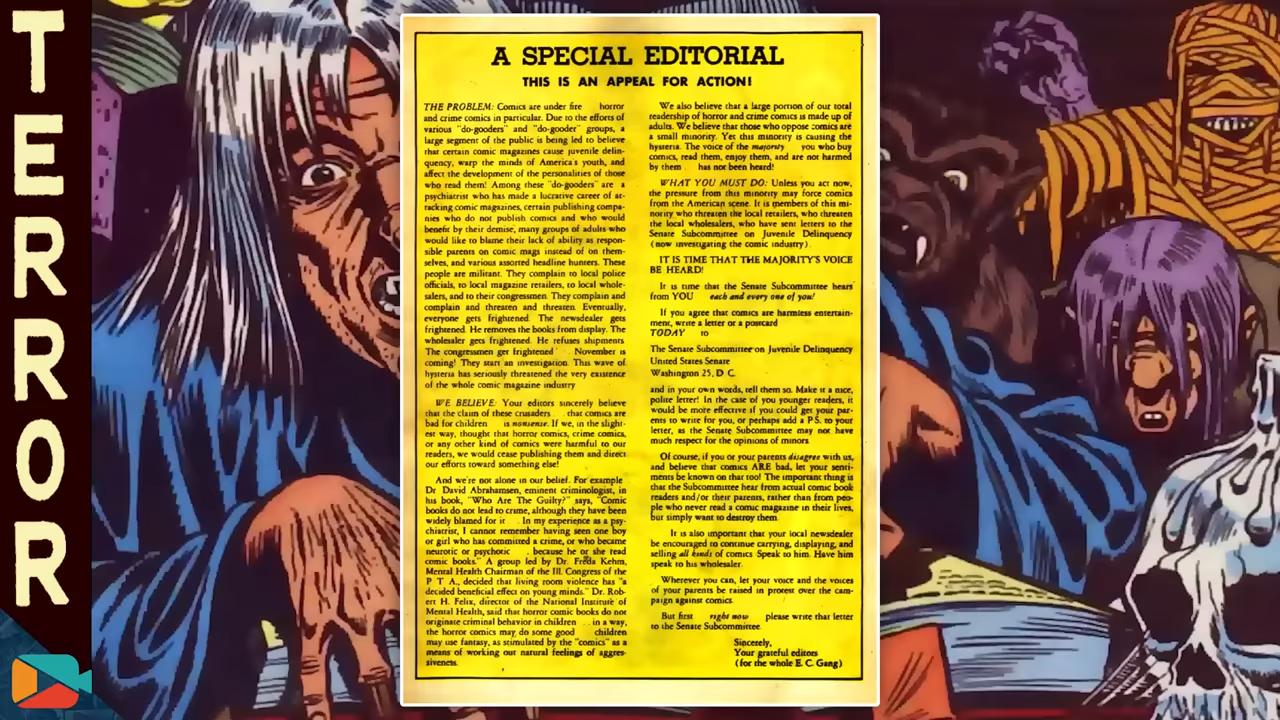 TERROR
A SPECIAL EDITORIAL
THIS IS AN APPEAL FOR ACTION!
THE PROBLEM: Comics are under fire horror
and crime comics in particular. Due to the efforts of
various "do-gooders" and "do-gooder" groups, a
large segment of the public is being led to believe
that certain comic magazines cause juvenile delin-
quency, warp the minds of America's youth, and
affect the development of the personalities of those
who read them! Among these "do-gooders" are a
psychiatrist who has made a lucrative career of at-
tacking comic magazines, certain publishing compa-
nies who do not publish comics and who would
benefit by their demise, many groups of adults who
would like to blame their lack of ability as respon-
sible parents on comic mags instead of on them-
selves, and various assorted headline hunters. These
people are militant. They complain to local police
officials, to local magazine retailers, to local whole-
salers, and to their congressmen. They complain and
complain and threaten and threaten. Eventually,
everyone gets frightened. The newsdealer gets
frightened. He removes the books from display. The
wholesaler gets frightened. He refuses shipments.
The congressmen get frightened . November is
coming! They start an investigation. This wave of
hysteria has seriously threatened the very existence
of the whole comic magazine industry
WE BELIEVE: Your editors sincerely believe
that the claim of these crusaders . . that comics are
bad for children is nonsense. If we, in the slight-
est way, thought that horror comics, crime comics,
or any other kind of comics were harmful to our
readers, we would cease publishing them and direct
our efforts toward something else!
And we're not alone in our belief. For example
Dr David Abrahamsen, eminent criminologist, in
his book, "Who Are The Guilty?" says, "Comic
books do not lead to crime, although they have been
widely blamed for it . In my experience as a psy-
chiatrist, I cannot remember having seen one boy
or girl who has committed a crime, or who became
neurotic or psychotic . because he or she read
comic books." A group led by Dr. Freda Kehm,
Mental Health Chairman of the Ill. Congress of the
P T A., decided that living room violence has "a
decided beneficial effect on young minds." Dr. Rob-
ert H. Felix, director of the National Institute of
Mental Health, said that horror comic books do not
originate criminal behavior in children . . in a way,
the horror comics may do some good children
may use fantasy, as stimulated by the "comics" as a
means of working out natural feelings of aggres-
siveness.
We also believe that a large portion of our total
readership of horror and crime comics is made up of
adults. We believe that those who oppose comics are
a small minority. Yet this minority is causing the
hysteria. The voice of the majority you who buy
comics, read them, enjoy them, and are not harmed
by them has not been heard!
WHAT YOU MUST DO: Unless you act now,
the pressure from this minority may force comics
from the American scene. It is members of this mi-
nority who threaten the local retailers, who threaten
the local wholesalers, who have sent letters to the
Senate Subcommittee on Juvenile Delinquency
(now investigating the comic industry).
IT IS TIME THAT THE MAJORITY'S VOICE
BE HEARD!
It is time that the Senate Subcommittee hears
from YOU each and every one of you!
If you agree that comics are harmless entertain-
ment, write a letter or a postcard
TODAY to
The Senate Subcommittee on Juvenile Delinquency
United States Senate
Washington 25, D C.
and in your own words, tell them so. Make it a nice,
polite letter! In the case of you younger readers, it
would be more effective if you could get your par-
ents to write for you, or perhaps add a P.S. to your
letter, as the Senate Subcommittee may not have
much respect for the opinions of minors
Of course, if you or your parents disagree with us,
and believe that comics ARE bad, let your senti-
ments be known on that too! The important thing is
that the Subcommittee hear from actual comic book
readers and/or their parents, rather than from peo-
ple who never read a comic magazine in their lives,
but simply want to destroy them.
It is also important that your local newsdealer
be encouraged to continue carrying, displaying, and
selling all kinds of comics Speak to him. Have him
speak to his wholesaler.
Wherever you can, let your voice and the voices
of your parents be raised in protest over the cam-
paign against comics.
But first right now please write that letter
to the Senate Subcommittee.
Sincerely,
Your grateful editors
(for the whole E. C. Gang)